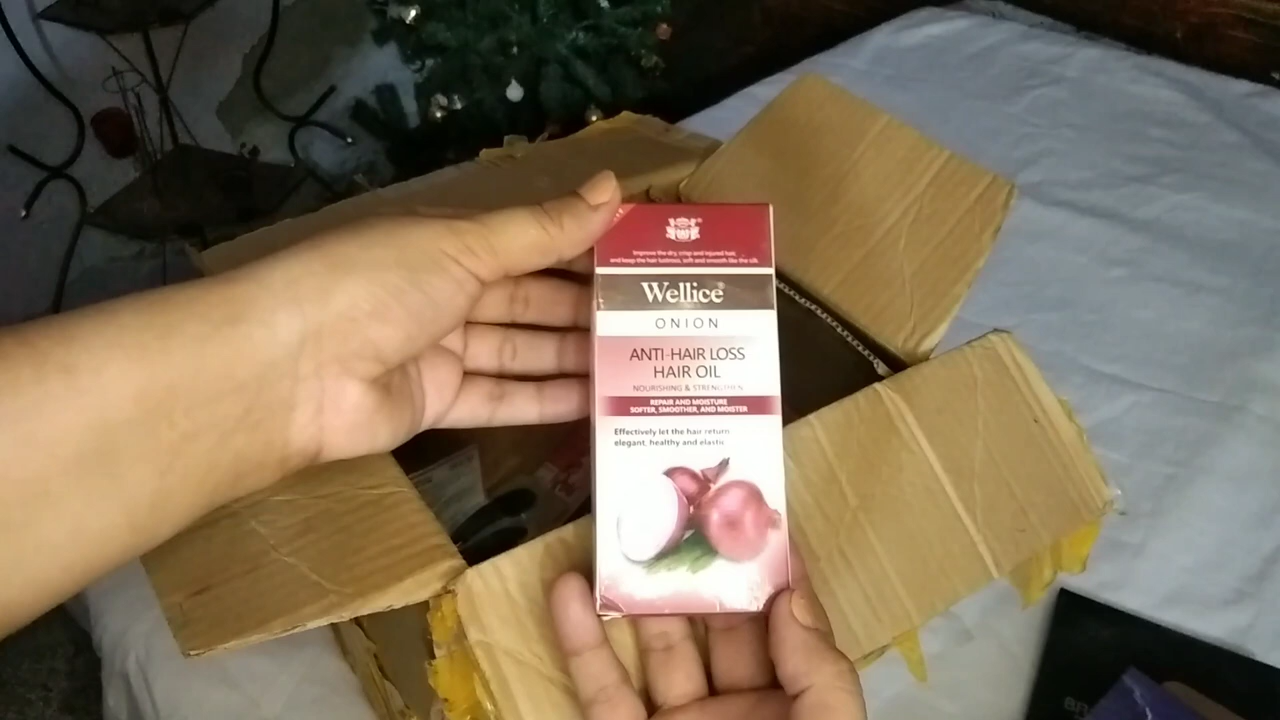 Improve the dry, crisp and injured hair,
and keep the hair lustrous, soft and smooth like the silk.
Wellice®
ONION
ANTI-HAIR LOSS
HAIR OIL
NOURISHING & STRENGTHEN
REPAIR AND MOISTURE
SOFTER, SMOOTHER, AND MOISTER
Effectively let the hair return
elegant, healthy and elastic